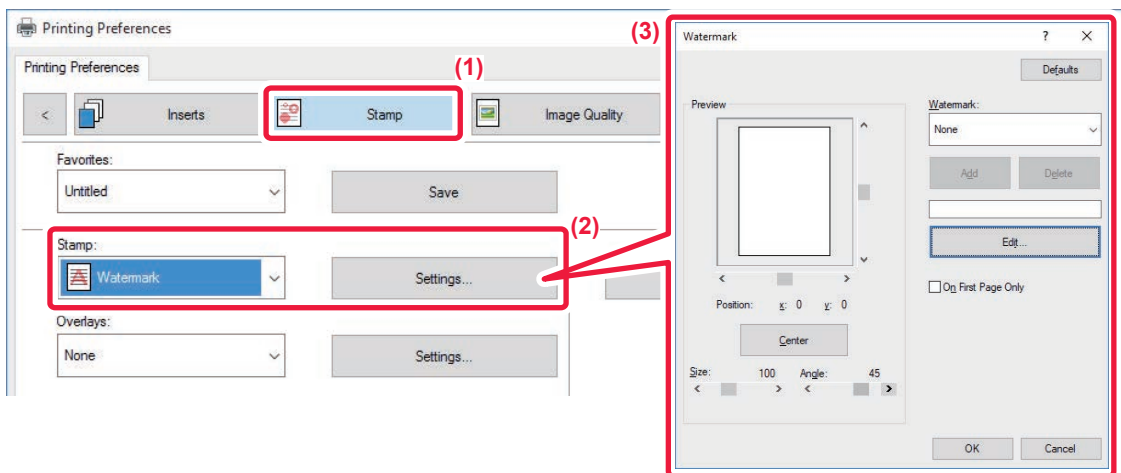 Printing Preferences
Printing Preferences
(1)
< Inserts Stamp Image Quality
Favorites:
Untitled Save
(2)
Stamp:
Watermark Settings...
Overlays:
None Settings...
(3)
Watermark ? ×
Defaults
Preview
Watermark:
None
Add Delete
Edit...
On First Page Only
Position: x: 0 y: 0
Center
Size: 100 Angle: 45
OK Cancel